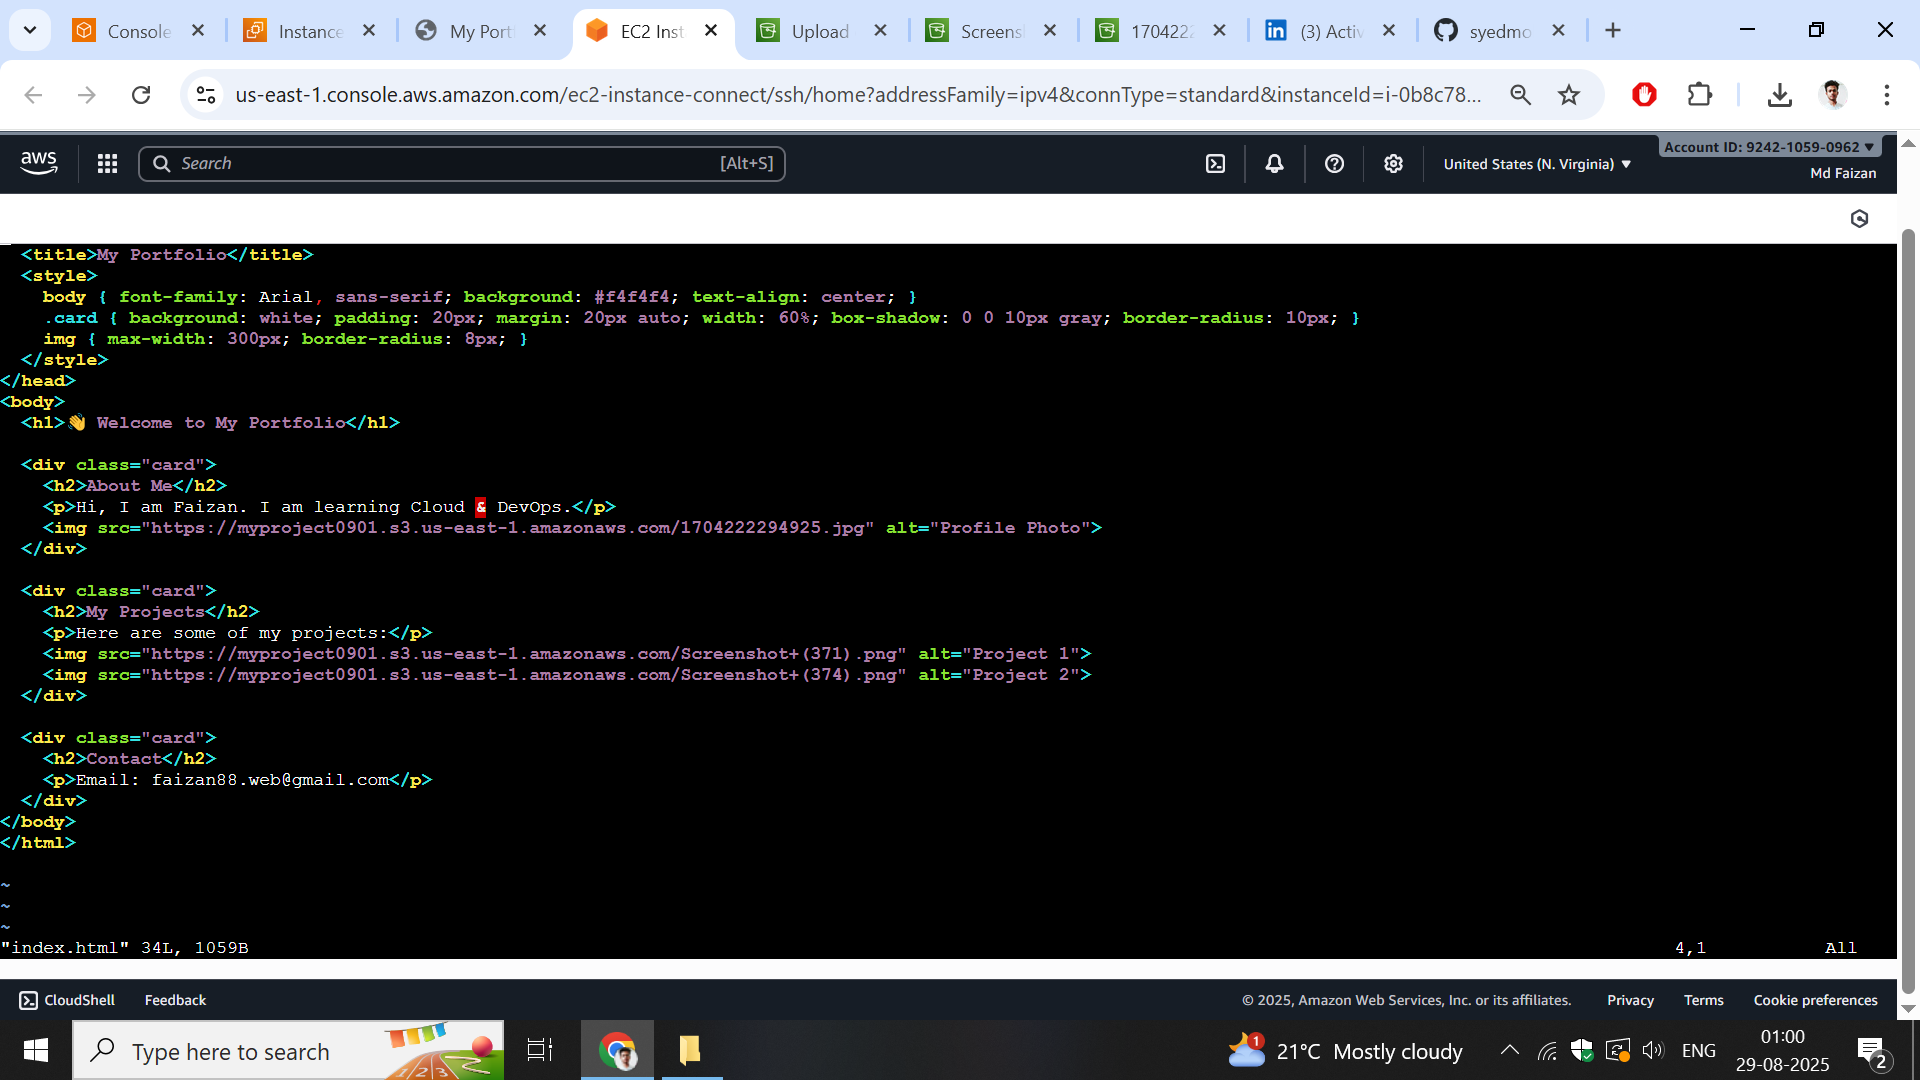 Console
Instance
My Port
EC2 Inst
Upload
Screens
170422
(3) Activ
syedmo
us-east-1.console.aws.amazon.com/ec2-instance-connect/ssh/home?addressFamily=ipv4&connType=standard&instanceId=i-0b8c78...
aws
Search
[Alt+S]
United States (N. Virginia)
Account ID: 9242-1059-0962
Md Faizan
<title>My Portfolio</title>
<style>
body { font-family: Arial, sans-serif; background: #f4f4f4; text-align: center; }
.card { background: white; padding: 20px; margin: 20px auto; width: 60%; box-shadow: 0 0 10px gray; border-radius: 10px; }
img { max-width: 300px; border-radius: 8px; }
</style>
</head>
<body>
<h1>👋 Welcome to My Portfolio</h1>
<div class="card">
<h2>About Me</h2>
<p>Hi, I am Faizan. I am learning Cloud & DevOps.</p>
<img src="https://myproject0901.s3.us-east-1.amazonaws.com/1704222294925.jpg" alt="Profile Photo">
</div>
<div class="card">
<h2>My Projects</h2>
<p>Here are some of my projects:</p>
<img src="https://myproject0901.s3.us-east-1.amazonaws.com/Screenshot+(371).png" alt="Project 1">
<img src="https://myproject0901.s3.us-east-1.amazonaws.com/Screenshot+(374).png" alt="Project 2">
</div>
<div class="card">
<h2>Contact</h2>
<p>Email: faizan88.web@gmail.com</p>
</div>
</body>
</html>
~
~
~
"index.html" 34L, 1059B
4,1
All
CloudShell
Feedback
© 2025, Amazon Web Services, Inc. or its affiliates.
Privacy
Terms
Cookie preferences
Type here to search
1 2 3
1
21°C Mostly cloudy
ENG
01:00
29-08-2025
2